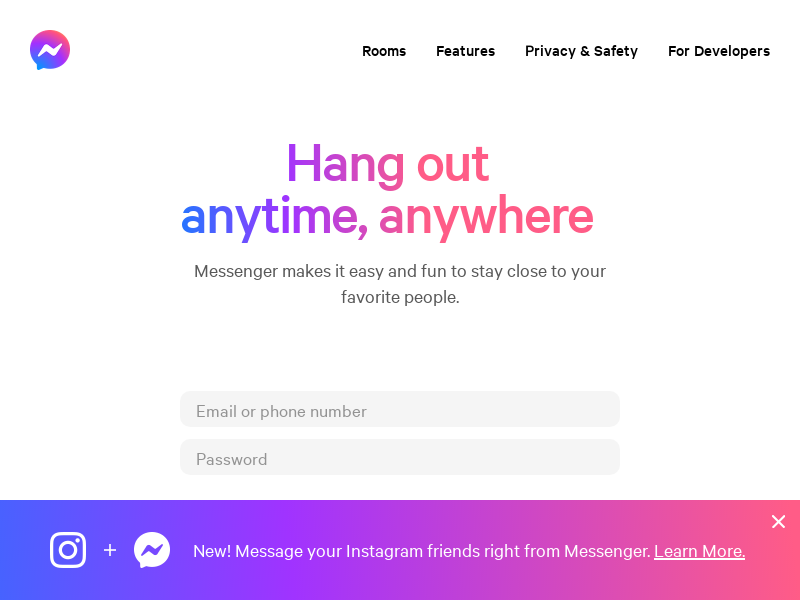 Rooms Features Privacy & Safety For Developers
Hang out
anytime, anywhere
Messenger makes it easy and fun to stay close to your
favorite people.
Email or phone number
Password
New! Message your Instagram friends right from Messenger. Learn More.